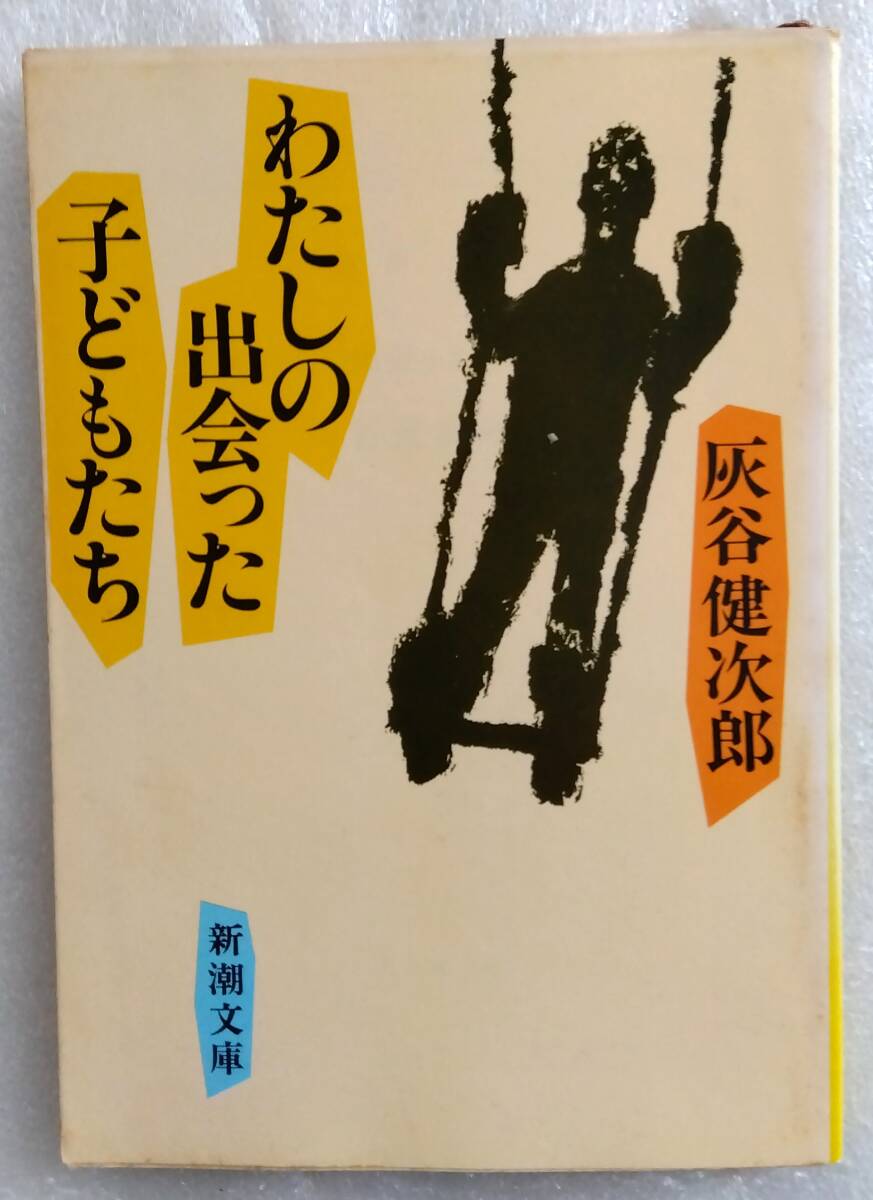 わたしの
出会った
子どもたち
灰谷健次郎
新潮文庫